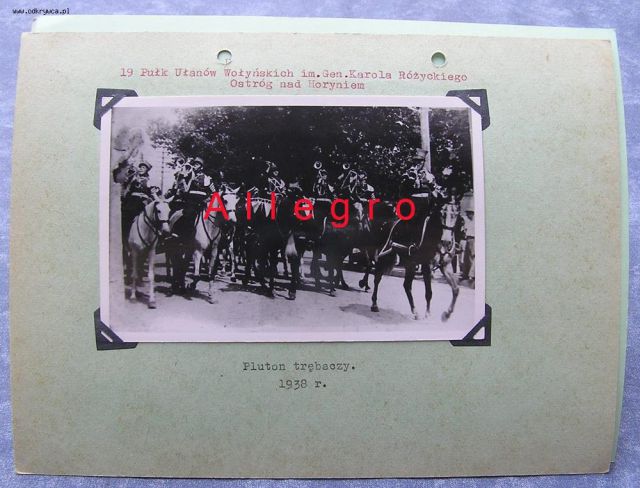 www.odkrywca.pl
19 Pułk Ułanów Wołyńskich im.Gen.Karola Różyckiego
Ostróg nad Horyniem
Allegro
Pluton trębaczy.
1938 r.